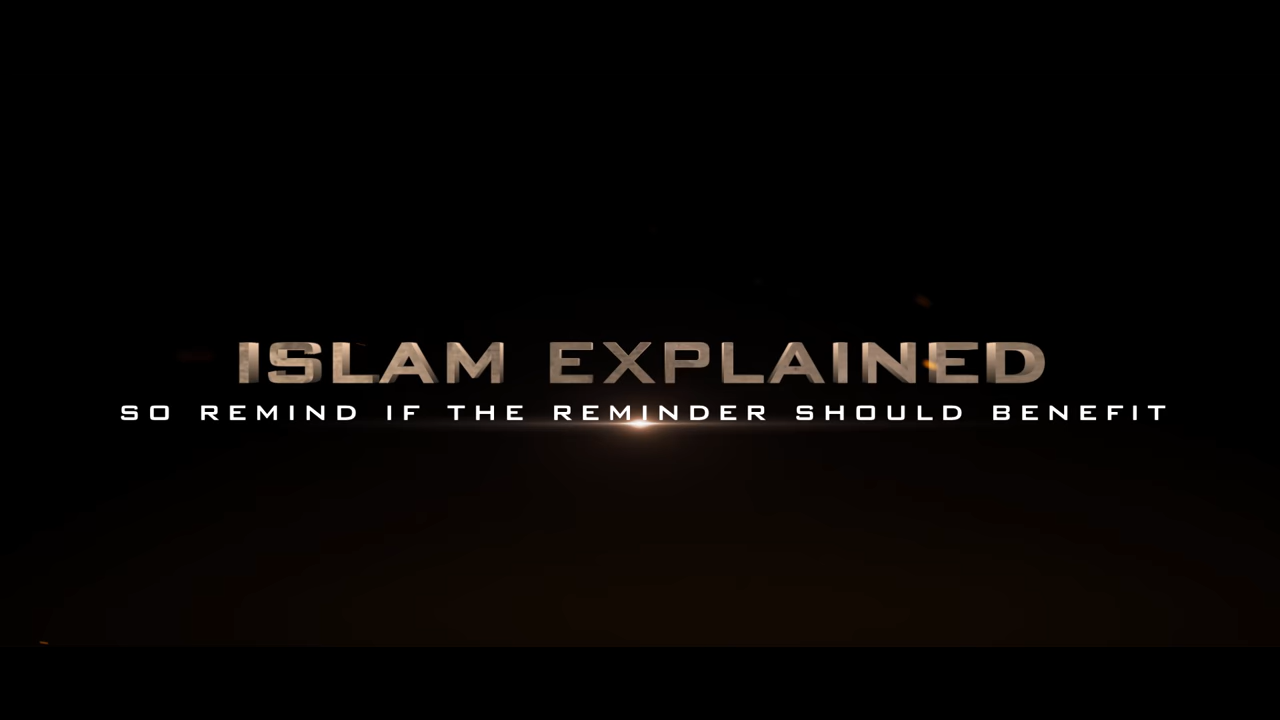 ISLAM EXPLAINED
SO REMIND IF THE REMINDER SHOULD BENEFIT